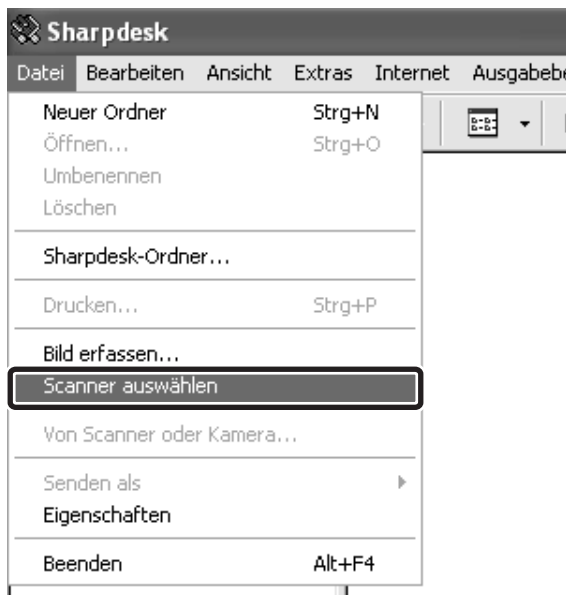 Sharpdesk
Datei Bearbeiten Ansicht Extras Internet
Neuer Ordner Strg+N
Öffnen... Strg+O
Umbenennen
Löschen
Sharpdesk-Ordner...
Drucken... Strg+P
Bild erfassen...
Scanner auswählen
Von Scanner oder Kamera...
Senden als
Eigenschaften
Beenden Alt+F4